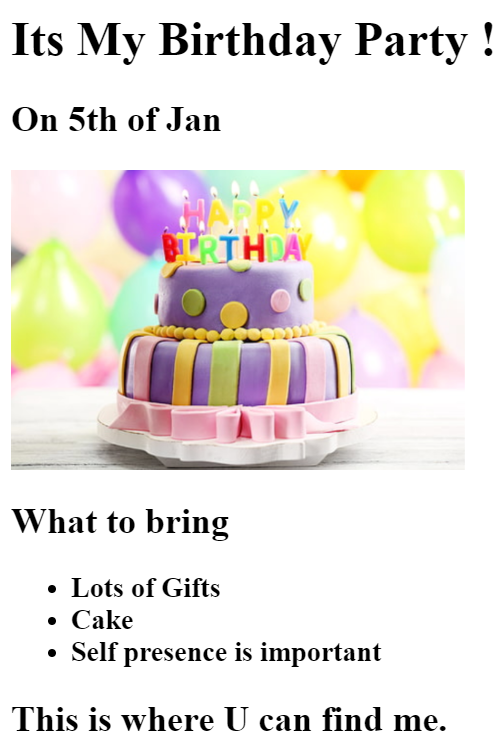 Its My Birthday Party !
On 5th of Jan
HAPPY
BIRTHDAY
What to bring
Lots of Gifts
Cake
Self presence is important
This is where U can find me.